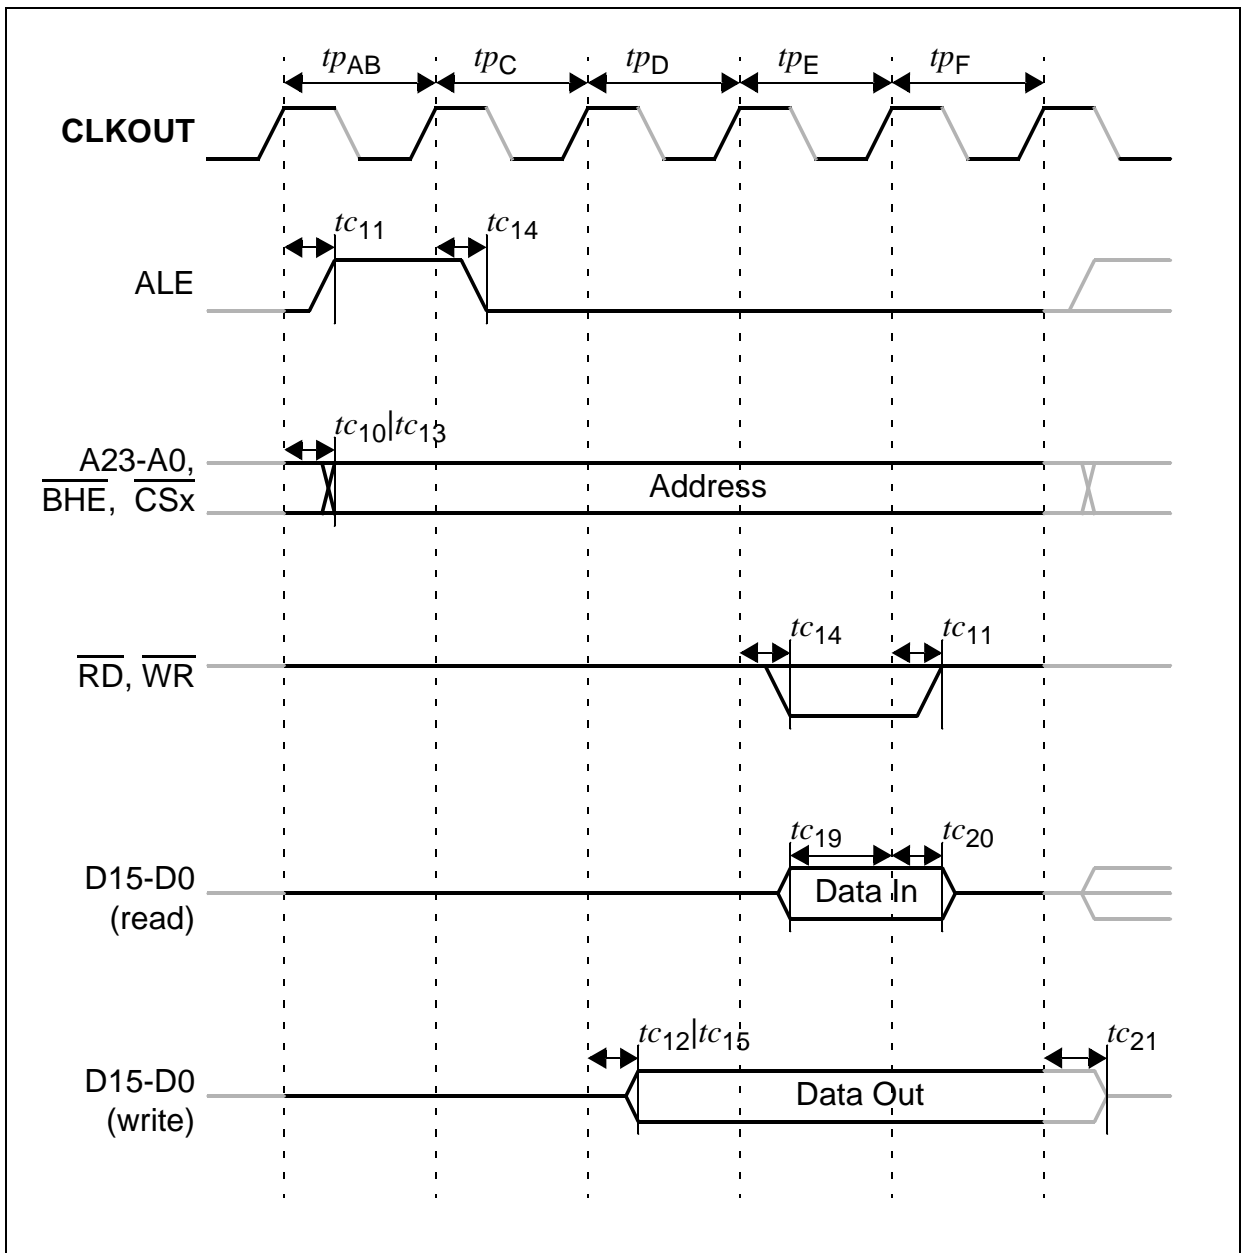 tpAB tpC tpD tpE tpF
CLKOUT
tc11 tc14
ALE
tc10|tc13
A23-A0,
BHE, CSx
Address
tc14 tc11
RD, WR
tc19 tc20
D15-D0
(read)
Data In
tc12|tc15 tc21
D15-D0
(write)
Data Out